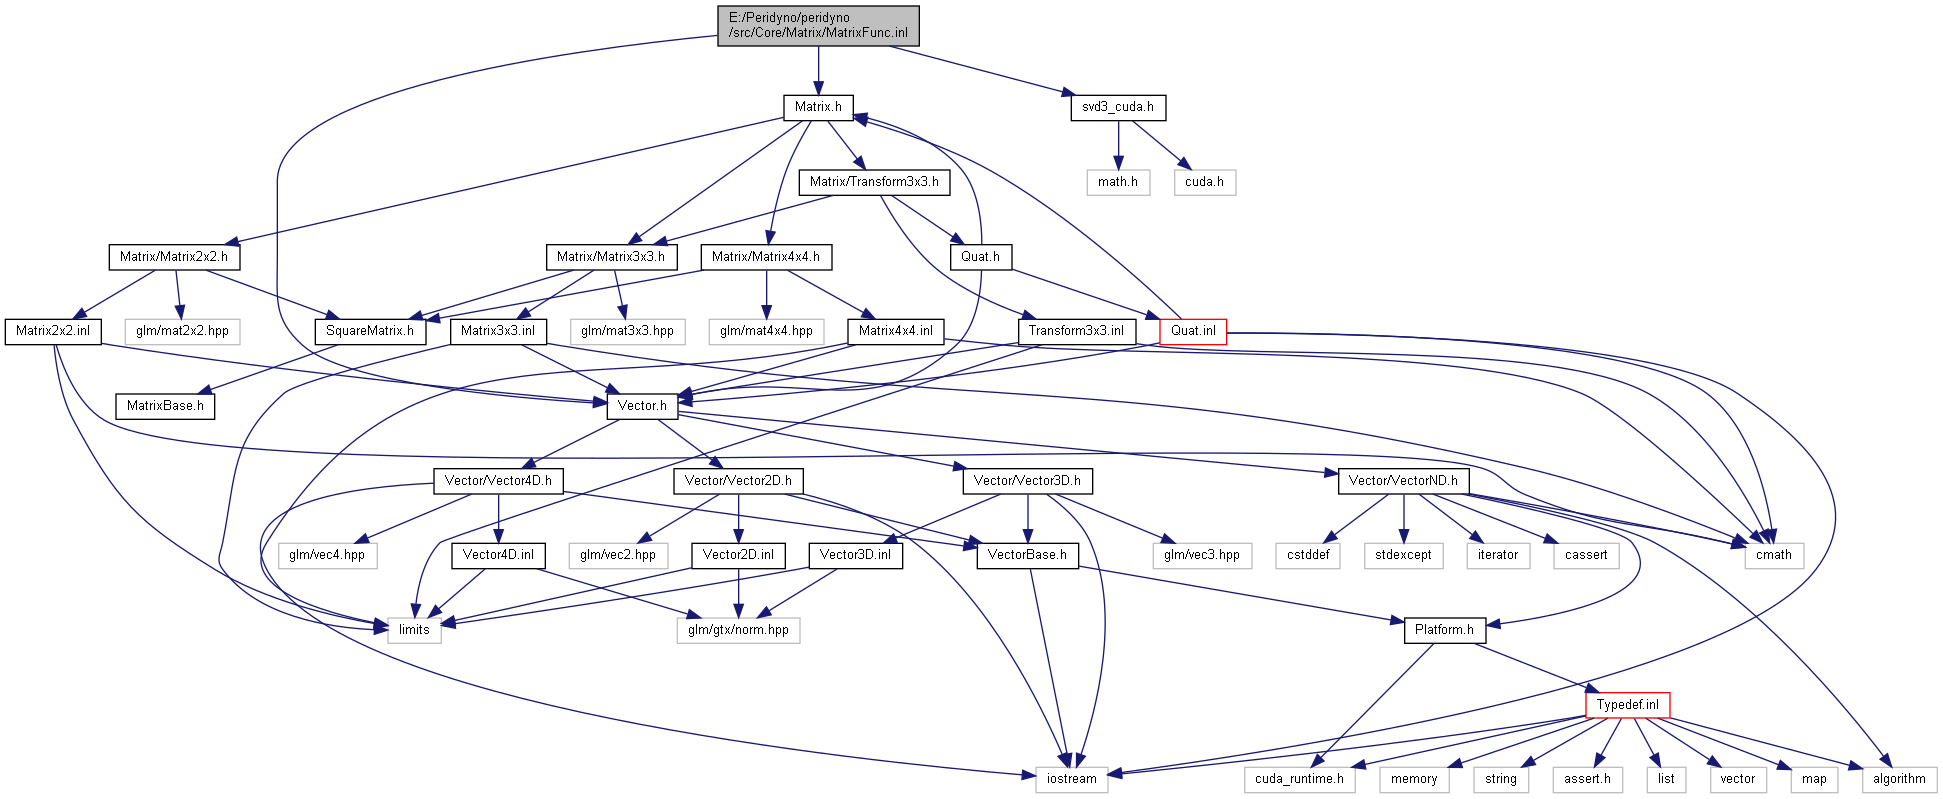 E:/Peridyno/peridyno
/src/Core/Matrix/MatrixFunc.inl
Matrix.h
svd3_cuda.h
Matrix/Transform3x3.h
math.h
cuda.h
Matrix/Matrix2x2.h
Matrix/Matrix3x3.h
Matrix/Matrix4x4.h
Quat.h
Matrix2x2.inl
glm/mat2x2.hpp
SquareMatrix.h
Matrix3x3.inl
glm/mat3x3.hpp
glm/mat4x4.hpp
Matrix4x4.inl
Transform3x3.inl
Quat.inl
MatrixBase.h
Vector.h
Vector/Vector4D.h
Vector/Vector2D.h
Vector/Vector3D.h
Vector/VectorND.h
glm/vec4.hpp
Vector4D.inl
glm/vec2.hpp
Vector2D.inl
Vector3D.inl
VectorBase.h
glm/vec3.hpp
cstddef
stdexcept
iterator
cassert
cmath
limits
glm/gtx/norm.hpp
Platform.h
Typedef.inl
iostream
cuda_runtime.h
memory
string
assert.h
list
vector
map
algorithm